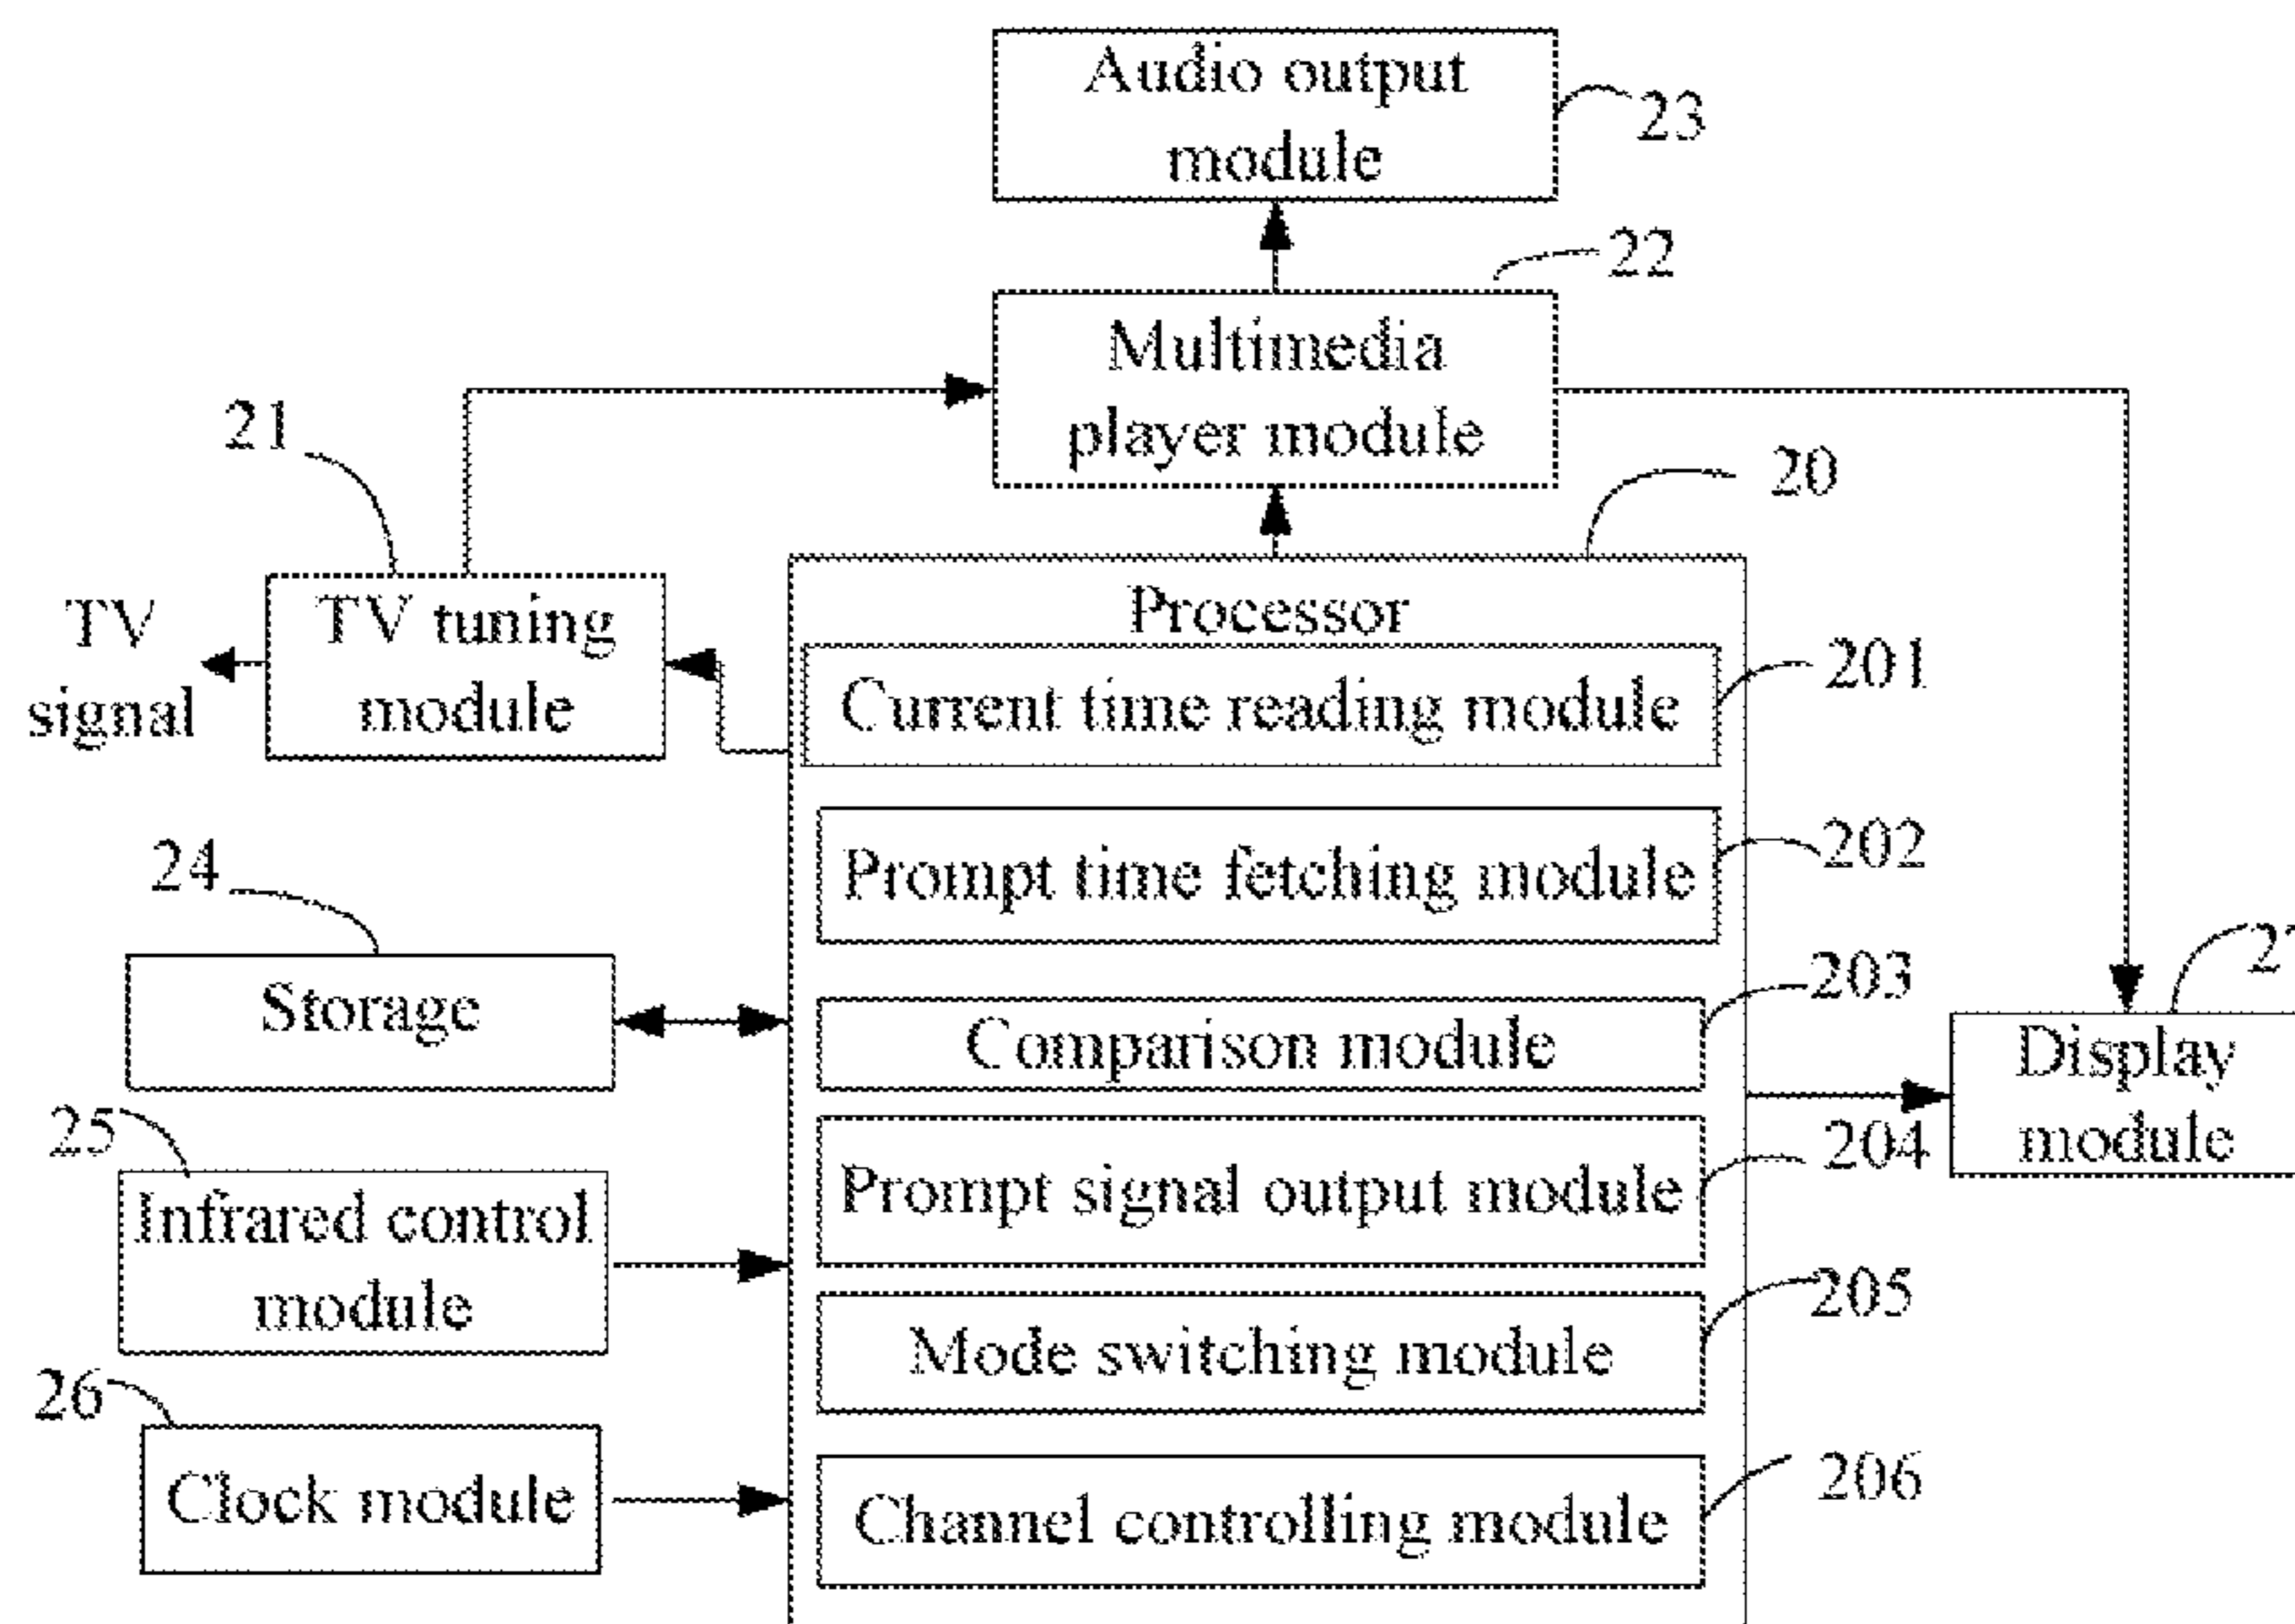 Audio output
module
23
22
Multimedia
player module
21
20
TV
signal
TV tuning
module
Processor
Current time reading module
201
Prompt time fetching module
202
24
Storage
Comparison module
203
Display
module
25
Infrared control
module
Prompt signal output module
204
Mode switching module
205
26
Clock module
Channel controlling module
206